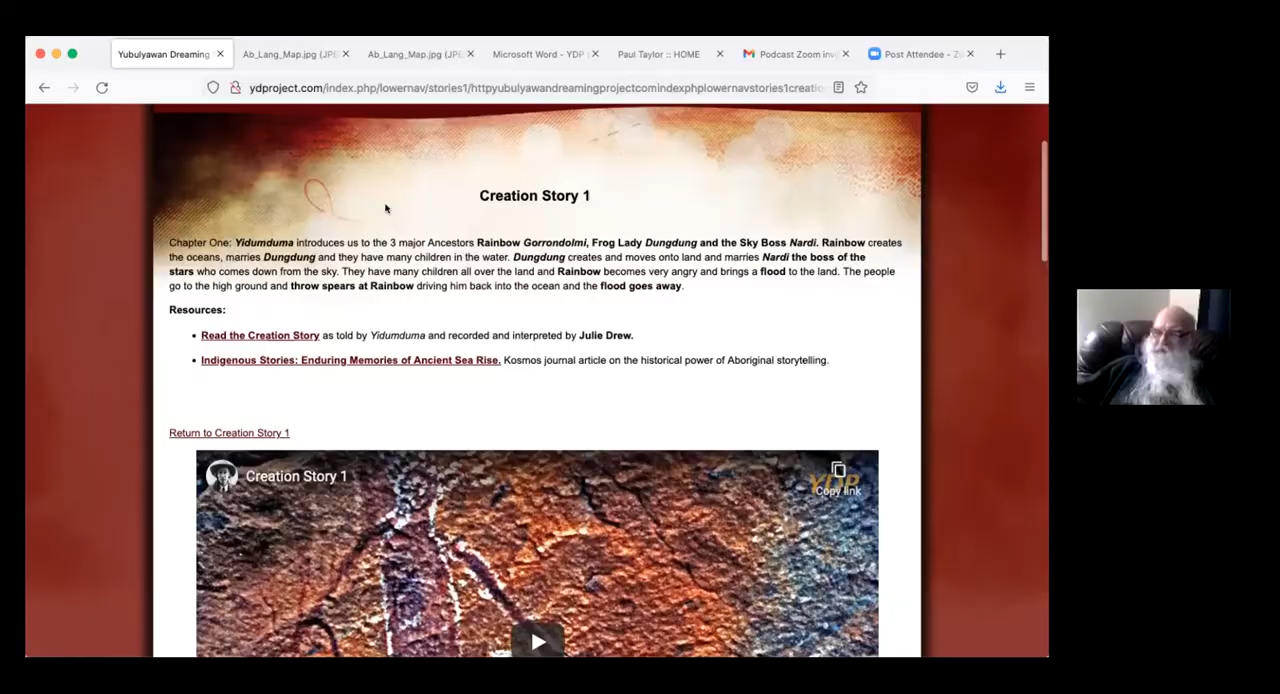 Yubulyawan Dreaming
Ab_Lang_Map.jpg (JPE
Ab_Lang_Map.jpg (JPE
Microsoft Word - YDP
Paul Taylor :: HOME
Podcast Zoom inv
Post Attendee - Zo
ydproject.com/index.php/lowernav/stories1/httpyubulyawandreamingprojectcomindexphplowernavstories1creatio
Creation Story 1
Chapter One: Yidumduma introduces us to the 3 major Ancestors Rainbow Gorrondolmi, Frog Lady Dungdung and the Sky Boss Nardi. Rainbow creates
the oceans, marries Dungdung and they have many children in the water. Dungdung creates and moves onto land and marries Nardi the boss of the
stars who comes down from the sky. They have many children all over the land and Rainbow becomes very angry and brings a flood to the land. The people
go to the high ground and throw spears at Rainbow driving him back into the ocean and the flood goes away.
Resources:
• Read the Creation Story as told by Yidumduma and recorded and interpreted by Julie Drew.
• Indigenous Stories: Enduring Memories of Ancient Sea Rise. Kosmos journal article on the historical power of Aboriginal storytelling.
Return to Creation Story 1
Creation Story 1
YDP
Copy link